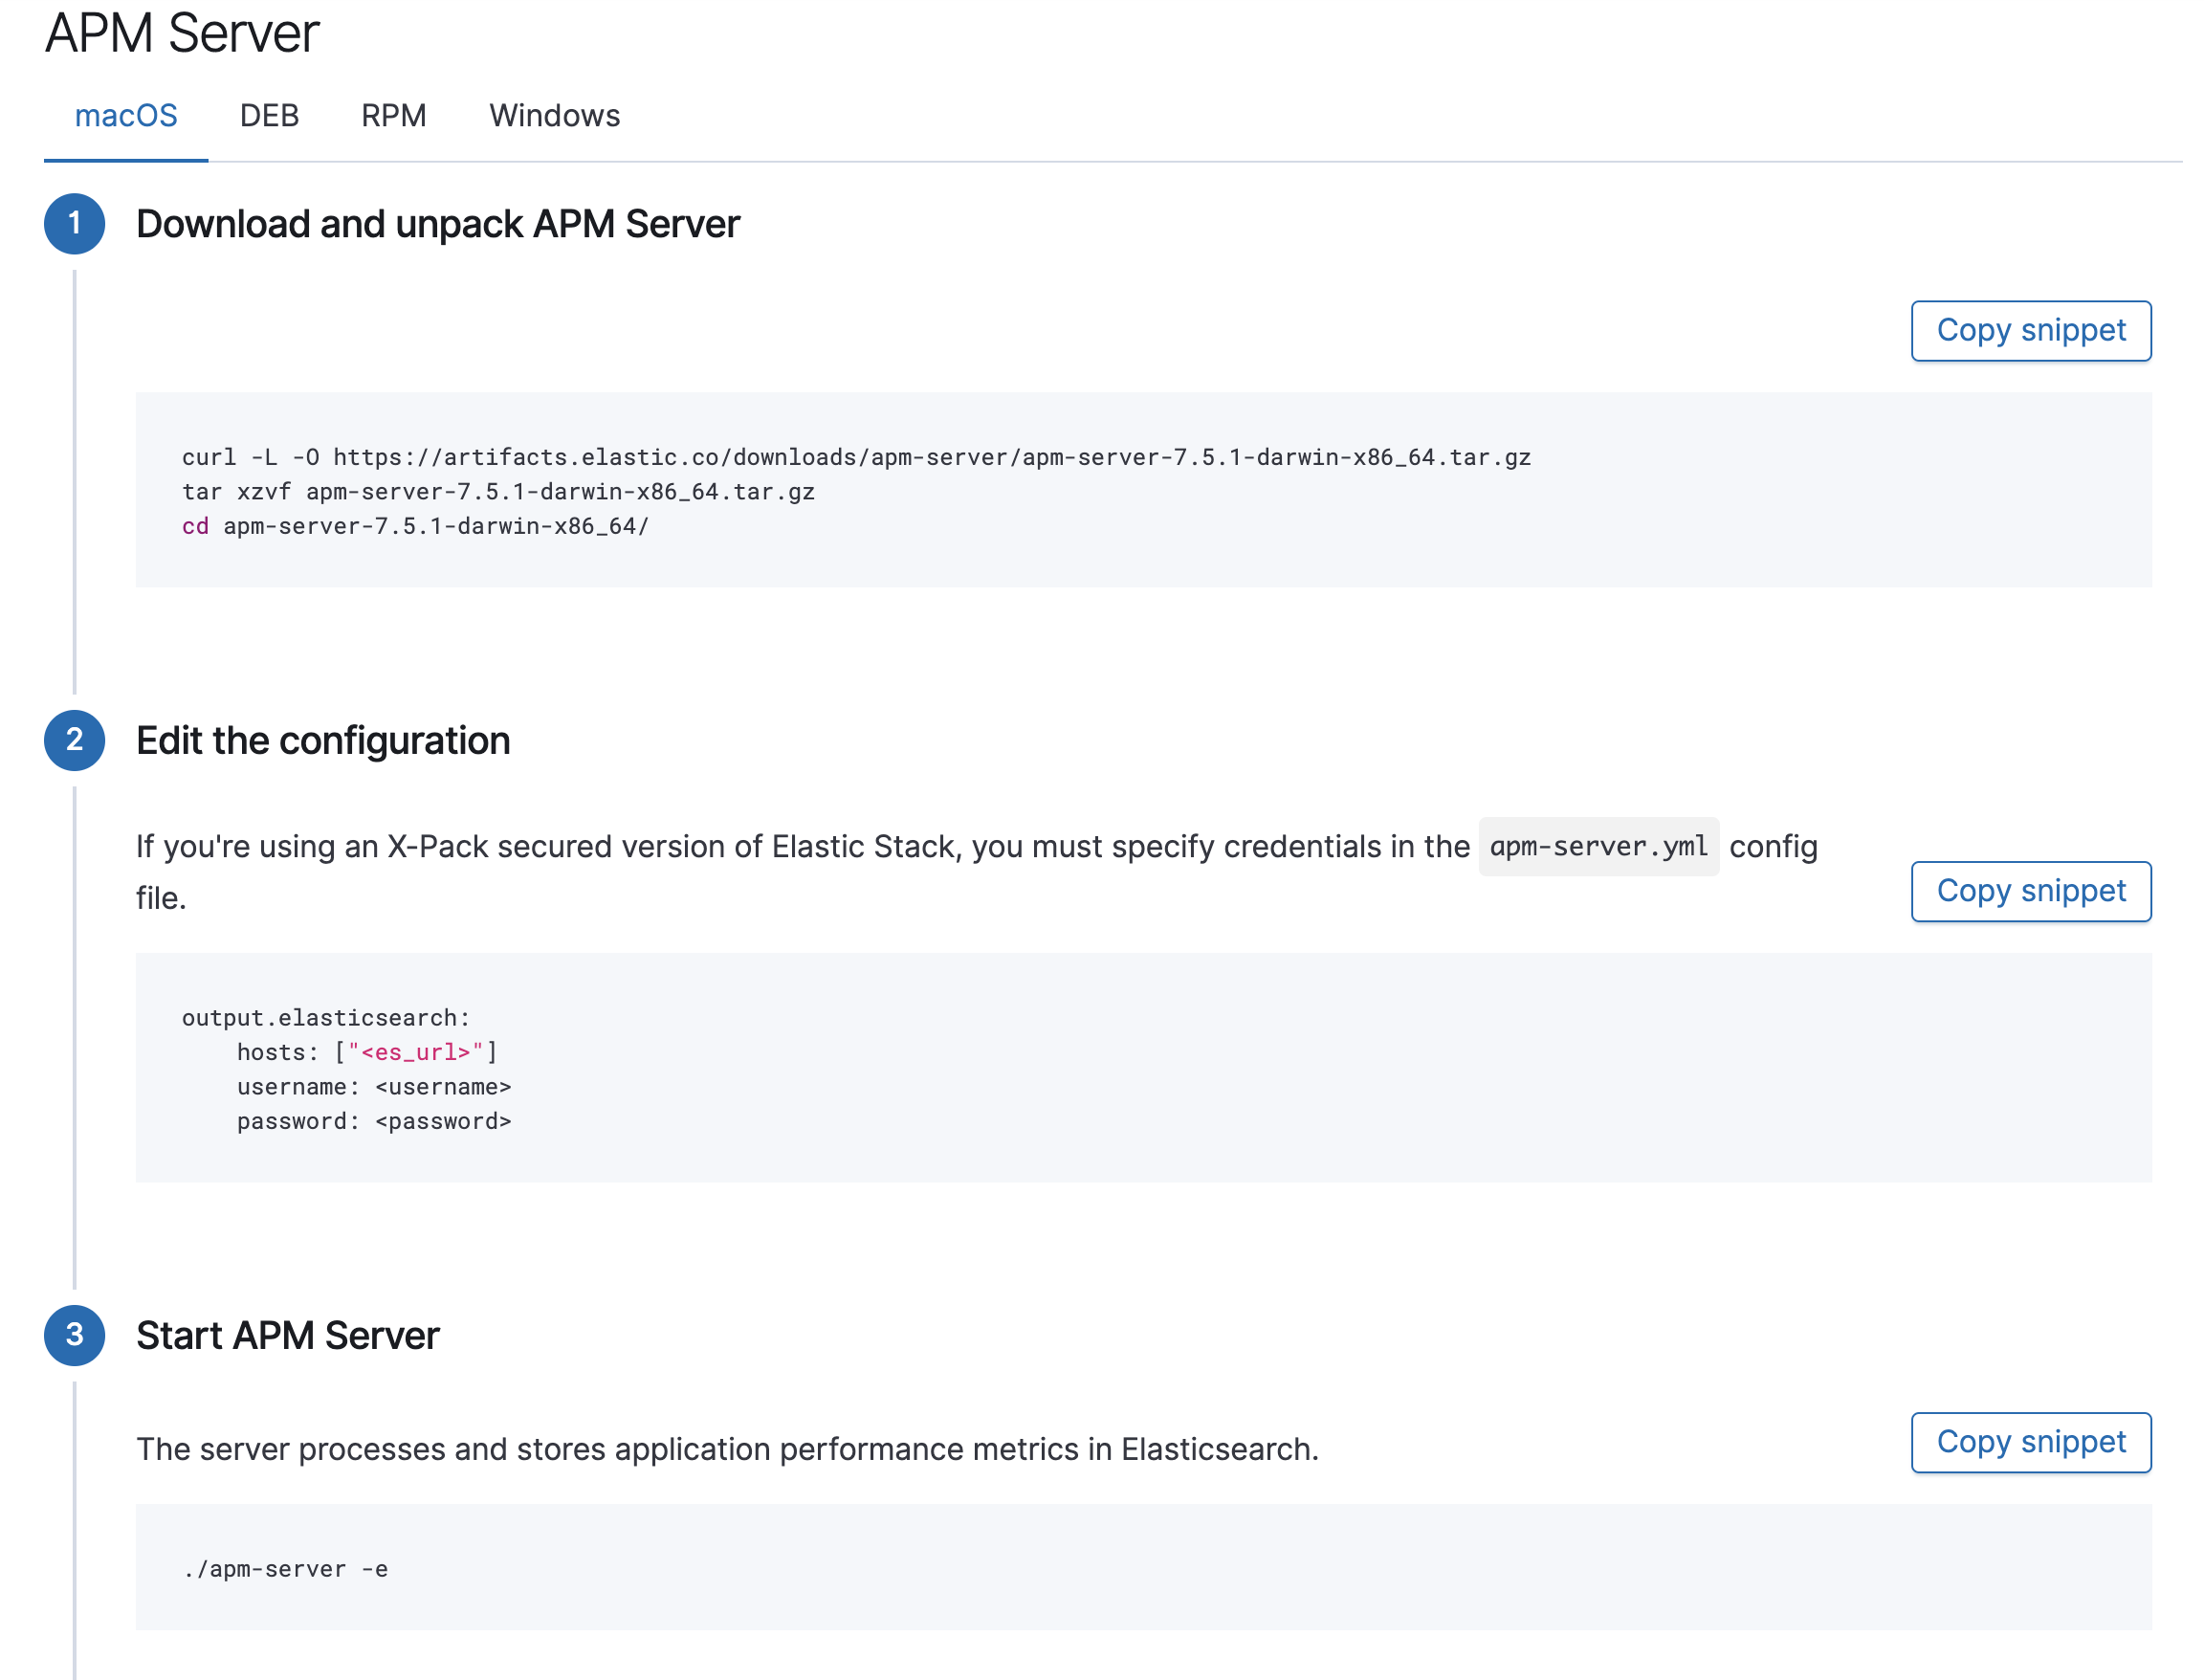 APM Server
macOS DEB RPM Windows
1 Download and unpack APM Server
Copy snippet
curl -L -O https://artifacts.elastic.co/downloads/apm-server/apm-server-7.5.1-darwin-x86_64.tar.gz
tar xzvf apm-server-7.5.1-darwin-x86_64.tar.gz
cd apm-server-7.5.1-darwin-x86_64/
2 Edit the configuration
If you're using an X-Pack secured version of Elastic Stack, you must specify credentials in the apm-server.yml config
file.
Copy snippet
output.elasticsearch:
    hosts: ["<es_url>"]
    username: <username>
    password: <password>
3 Start APM Server
The server processes and stores application performance metrics in Elasticsearch.
Copy snippet
./apm-server -e